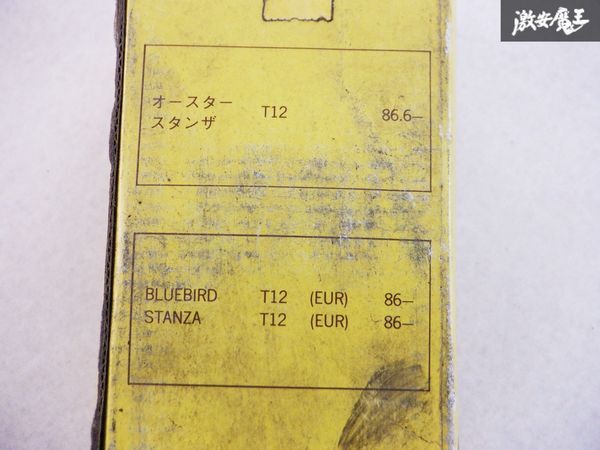 激安魔王
オースター
スタンザ T12 86.6–
BLUEBIRD T12 (EUR) 86–
STANZA T12 (EUR) 86–